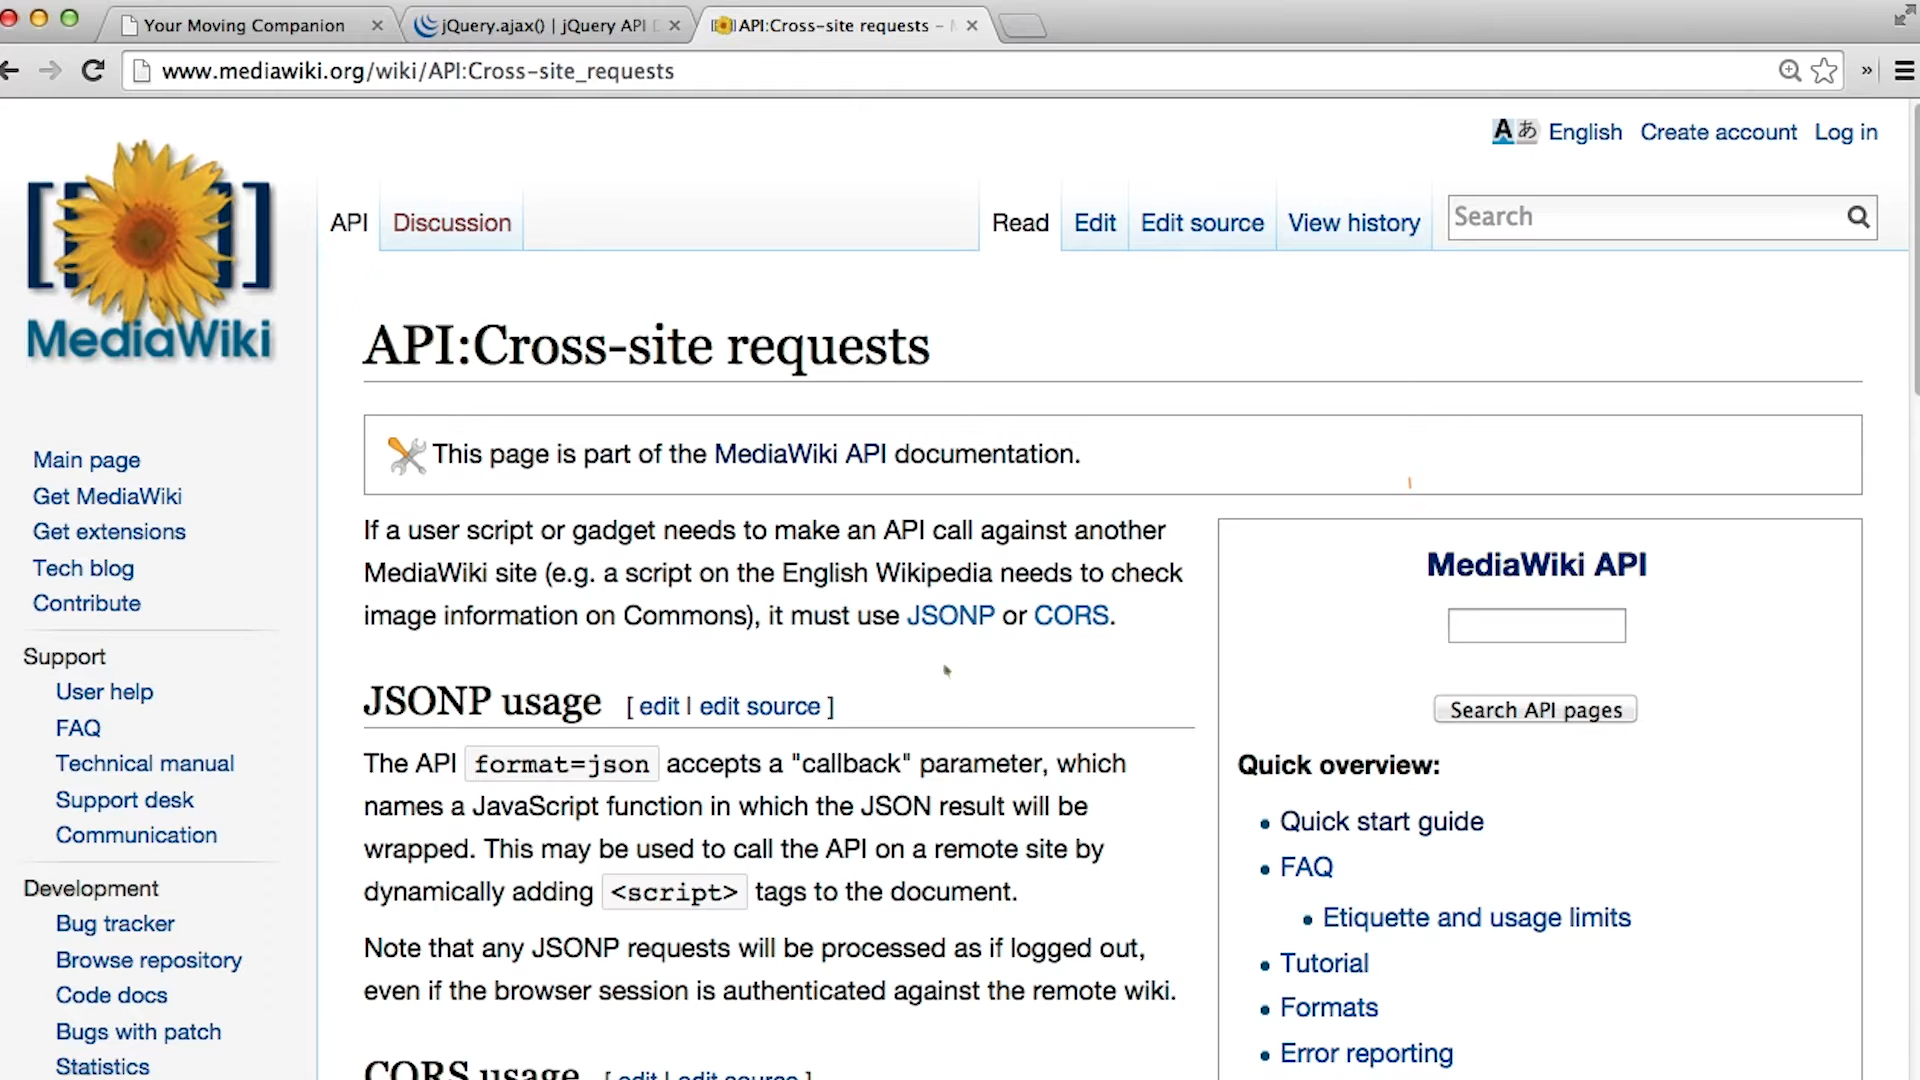 Your Moving Companion
jQuery.ajax() | jQuery API D
API:Cross-site requests –
www.mediawiki.org/wiki/API:Cross-site_requests
A あ English Create account Log in
API Discussion Read Edit Edit source View history Search
[[ ]]
MediaWiki
API:Cross-site requests
This page is part of the MediaWiki API documentation.
Main page
Get MediaWiki
Get extensions
Tech blog
Contribute
Support
User help
FAQ
Technical manual
Support desk
Communication
Development
Bug tracker
Browse repository
Code docs
Bugs with patch
Statistics
If a user script or gadget needs to make an API call against another
MediaWiki site (e.g. a script on the English Wikipedia needs to check
image information on Commons), it must use JSONP or CORS.
JSONP usage [ edit | edit source ]
The API format=json accepts a "callback" parameter, which
names a JavaScript function in which the JSON result will be
wrapped. This may be used to call the API on a remote site by
dynamically adding <script> tags to the document.
Note that any JSONP requests will be processed as if logged out,
even if the browser session is authenticated against the remote wiki.
CORS usage [ edit | edit source ]
MediaWiki API
Search API pages
Quick overview:
Quick start guide
FAQ
Etiquette and usage limits
Tutorial
Formats
Error reporting